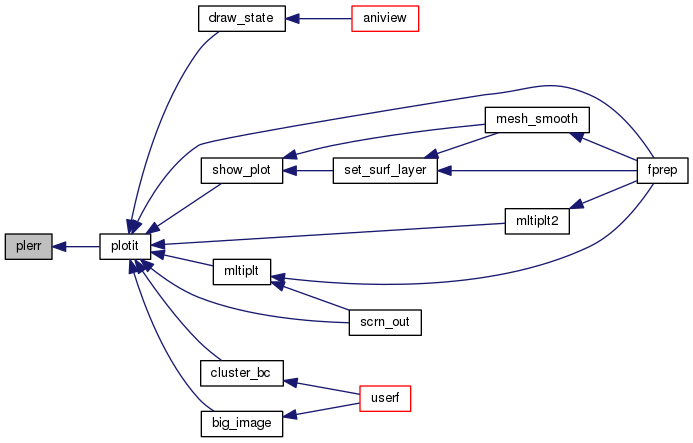 draw_state
aniview
mesh_smooth
show_plot
set_surf_layer
fprep
mltiplt2
plerr
plotit
mltiplt
scrn_out
cluster_bc
userf
big_image